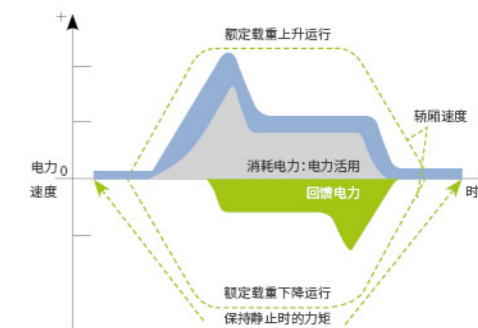 +
额定载重上升运行
轿厢速度
电力 0
消耗电力：电力活用
速度
回馈电力
时
额定载重下降运行
保持静止时的力矩